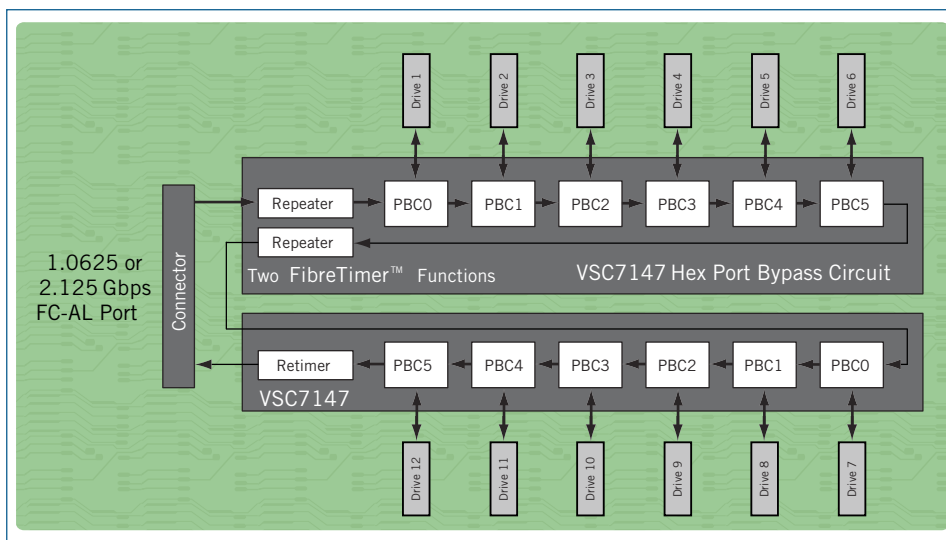 Drive 1
Drive 2
Drive 3
Drive 4
Drive 5
Drive 6
Repeater
PBC0
PBC1
PBC2
PBC3
PBC4
PBC5
Repeater
Two FibreTimer™ Functions
VSC7147 Hex Port Bypass Circuit
1.0625 or
2.125 Gbps
FC-AL Port
Connector
Retimer
PBC5
PBC4
PBC3
PBC2
PBC1
PBC0
VSC7147
Drive 12
Drive 11
Drive 10
Drive 9
Drive 8
Drive 7